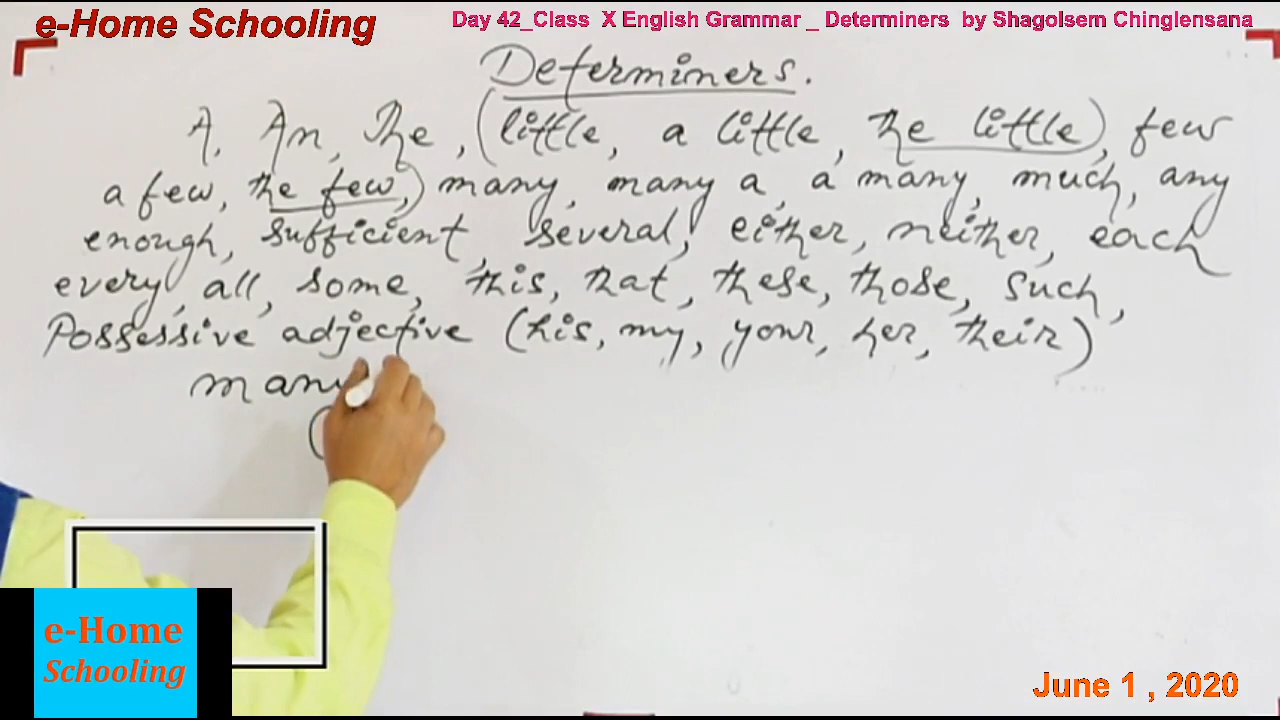 e-Home Schooling
Day 42_Class X English Grammar _ Determiners by Shagolsem Chinglensana
Determiners.
A, An, The, (little, a little, the little), few
a few, the few,) many, many a, a many, much, any
enough, sufficient, several, either, neither, each
every, all, some, this, that, these, those, such,
Possessive adjective (his, my, your, her, their)
many
e-Home
Schooling
June 1 , 2020